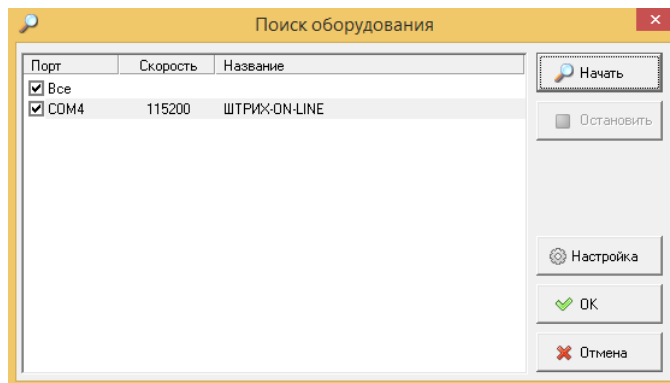 Поиск оборудования
Порт Скорость Название
Все
COM4 115200 ШТРИХ-ON-LINE
Начать
Остановить
Настройка
OK
Отмена